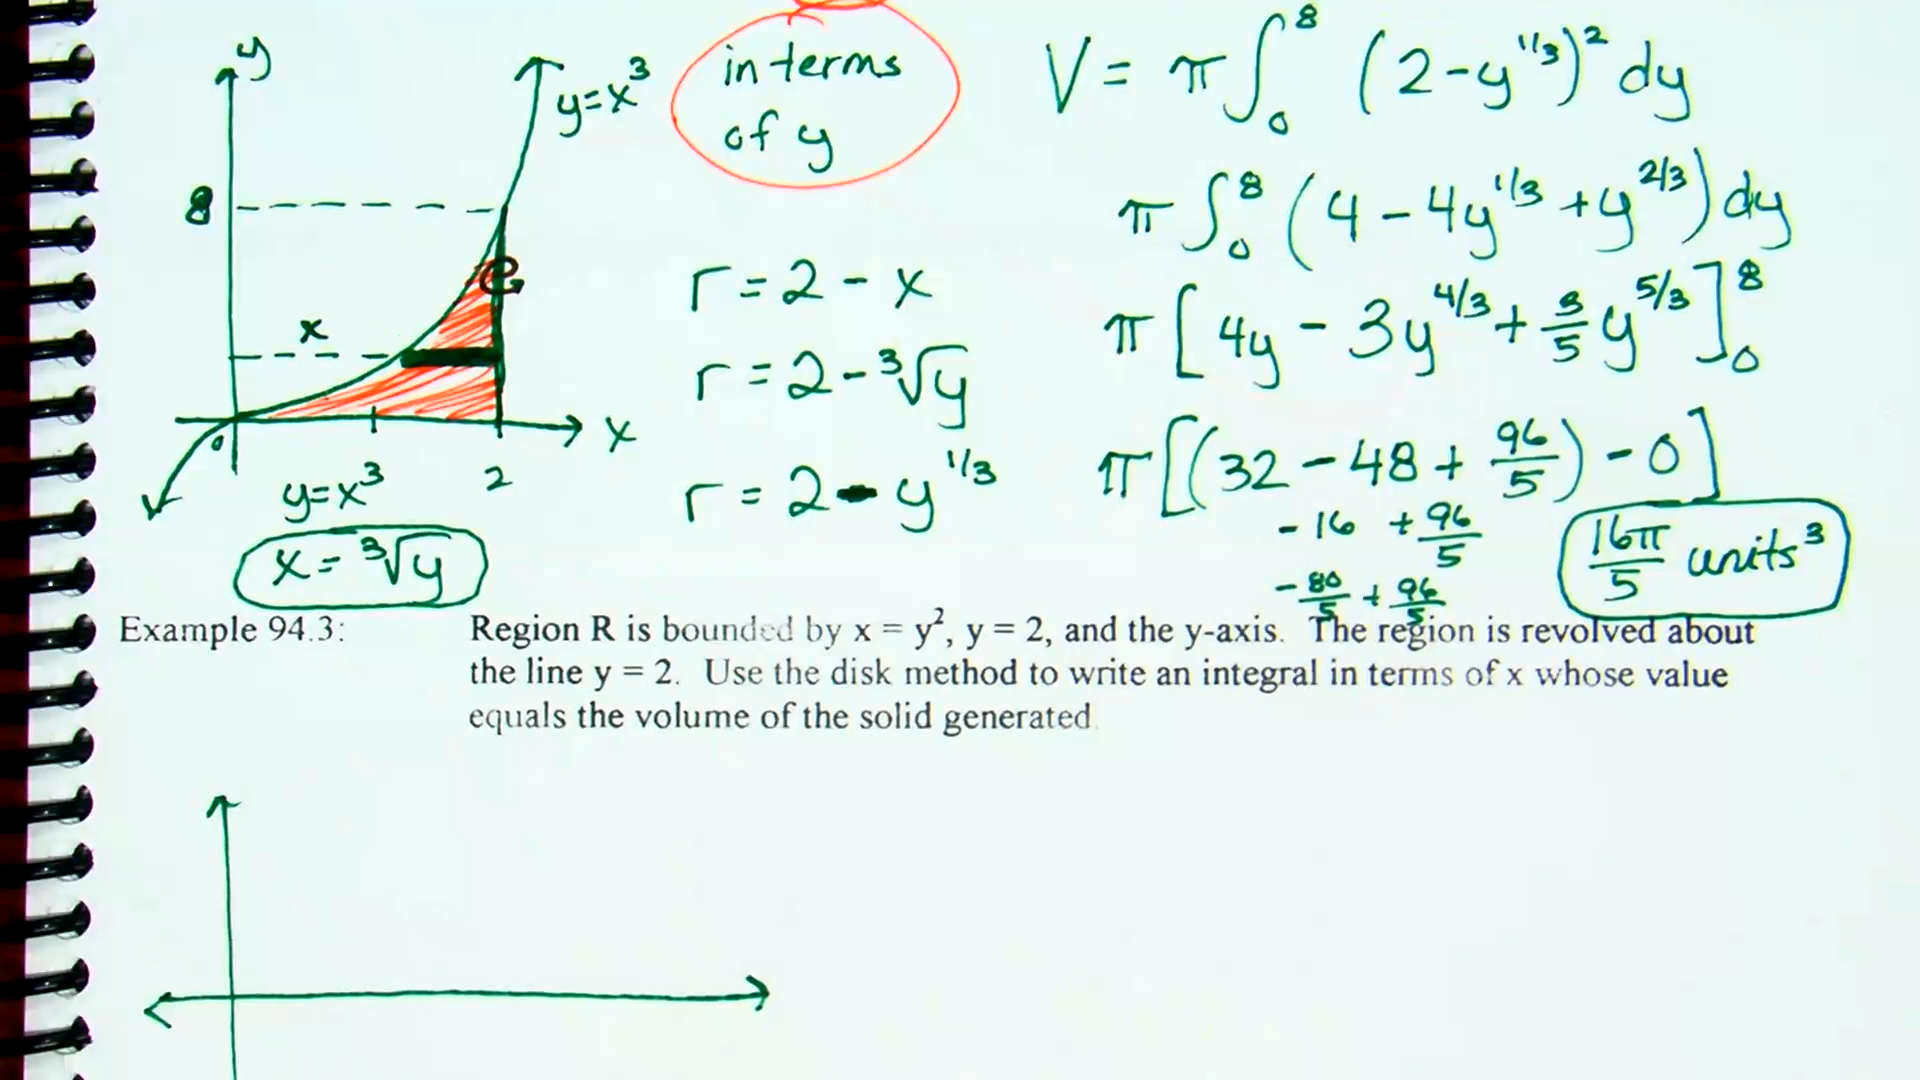 y
y=x³
8
x
0
x
y=x³
2
x = ³√y
in terms
of y
r = 2 - x
r = 2 - ³√y
r = 2 - y^1/3
V = π∫₀⁸ (2-y^1/3)² dy
π∫₀⁸ (4 - 4y^1/3 + y^2/3) dy
π [4y - 3y^4/3 + 3/5 y^5/3]₀⁸
π [(32 - 48 + 96/5) - 0]
-16 + 96/5
-80/5 + 96/5
16π/5 units³
Example 94.3: Region R is bounded by x = y², y = 2, and the y-axis. The region is revolved about
the line y = 2. Use the disk method to write an integral in terms of x whose value
equals the volume of the solid generated.